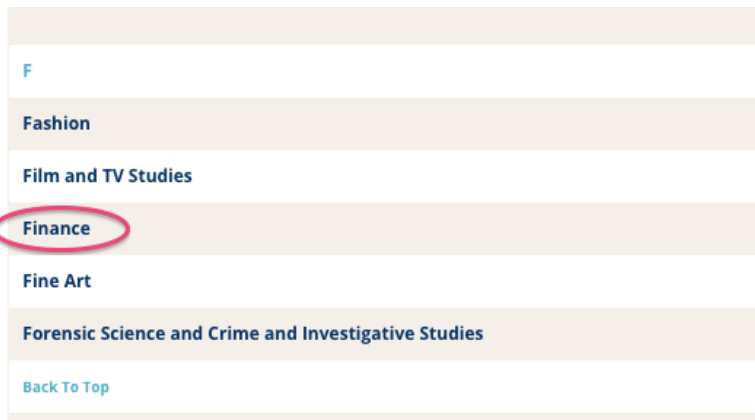 F
Fashion
Film and TV Studies
Finance
Fine Art
Forensic Science and Crime and Investigative Studies
Back To Top